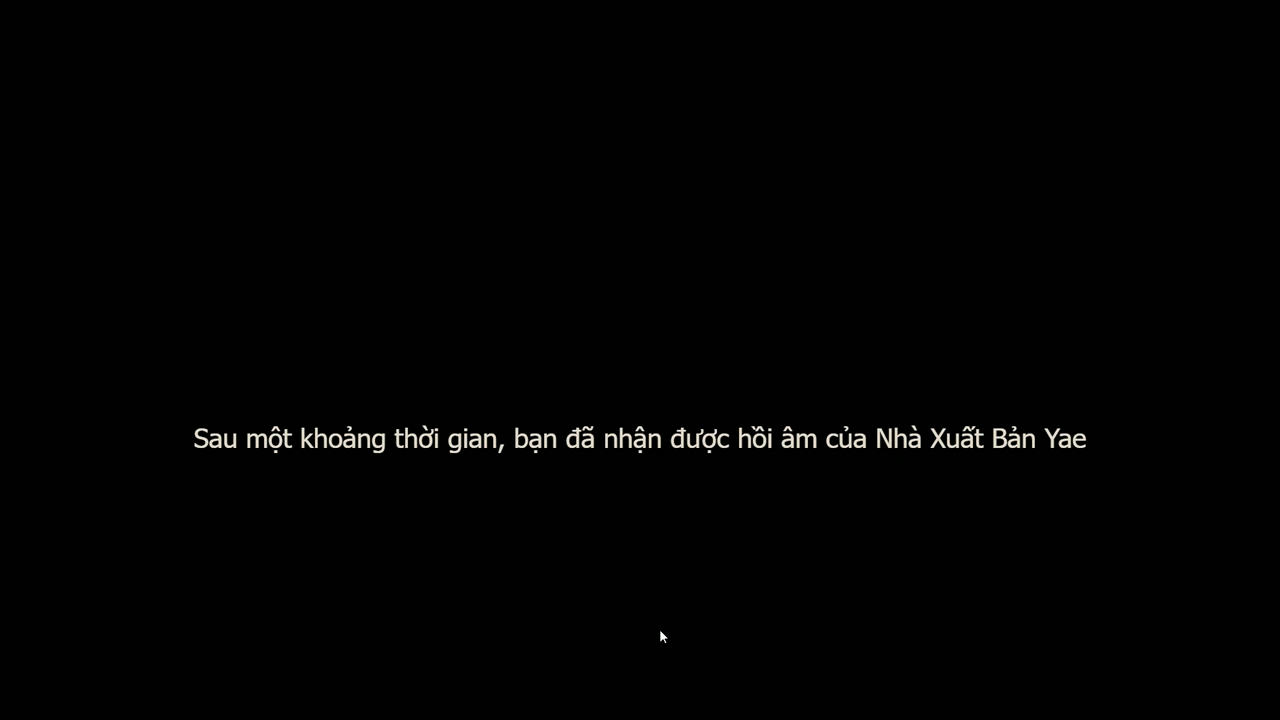 Sau một khoảng thời gian, bạn đã nhận được hồi âm của Nhà Xuất Bản Yae